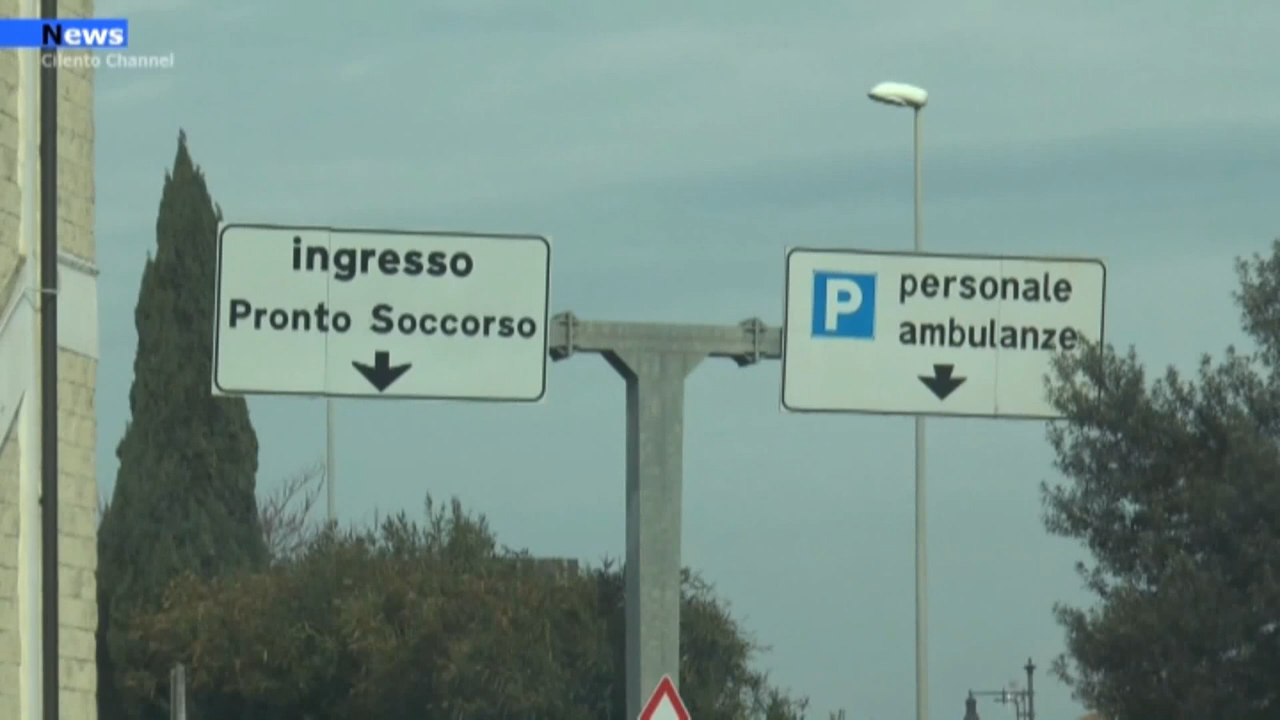 News
Cilento Channel
ingresso
Pronto Soccorso
P personale
ambulanze